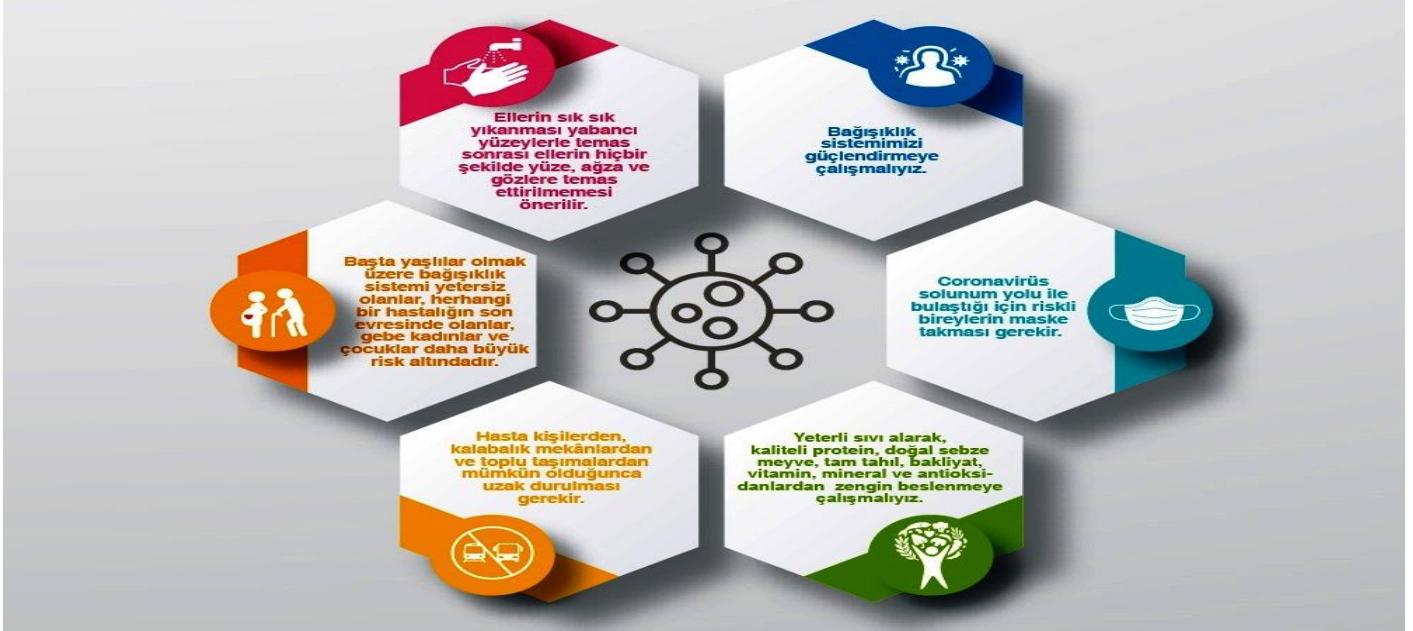 Ellerin sık sık
yıkanması yabancı
yüzeylerle temas
sonrası ellerin hiçbir
şekilde yüze, ağza ve
gözlere temas
ettirilmemesi
önerilir.
Bağışıklık
sistemimizi
güçlendirmeye
çalışmalıyız.
Başta yaşlılar olmak
üzere bağışıklık
sistemi yetersiz
olanlar, herhangi
bir hastalığın son
evresinde olanlar,
gebe kadınlar ve
çocuklar daha büyük
risk altındadır.
Coronavirüs
solunum yolu ile
bulaştığı için riskli
bireylerin maske
takması gerekir.
Hasta kişilerden,
kalabalık mekânlardan
ve toplu taşımalardan
mümkün olduğunca
uzak durulması
gerekir.
Yeterli sıvı alarak,
kaliteli protein, doğal sebze
meyve, tam tahıl, bakliyat,
vitamin, mineral ve antioksi-
danlardan zengin beslenmeye
çalışmalıyız.